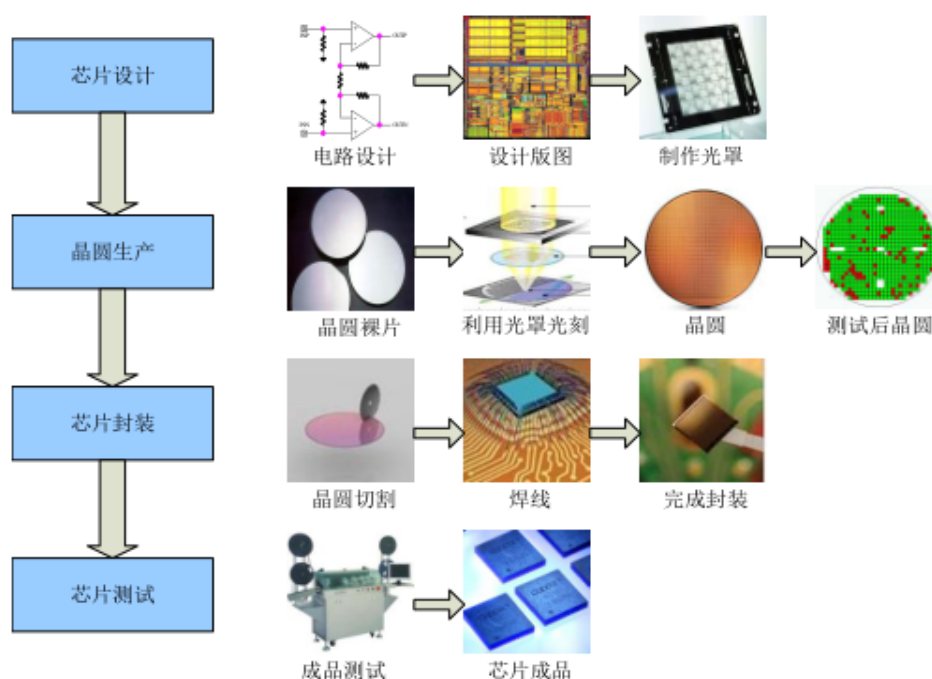 芯片设计
电路设计
设计版图
制作光罩
晶圆生产
晶圆裸片
利用光罩光刻
晶圆
测试后晶圆
芯片封装
晶圆切割
焊线
完成封装
芯片测试
成品测试
芯片成品